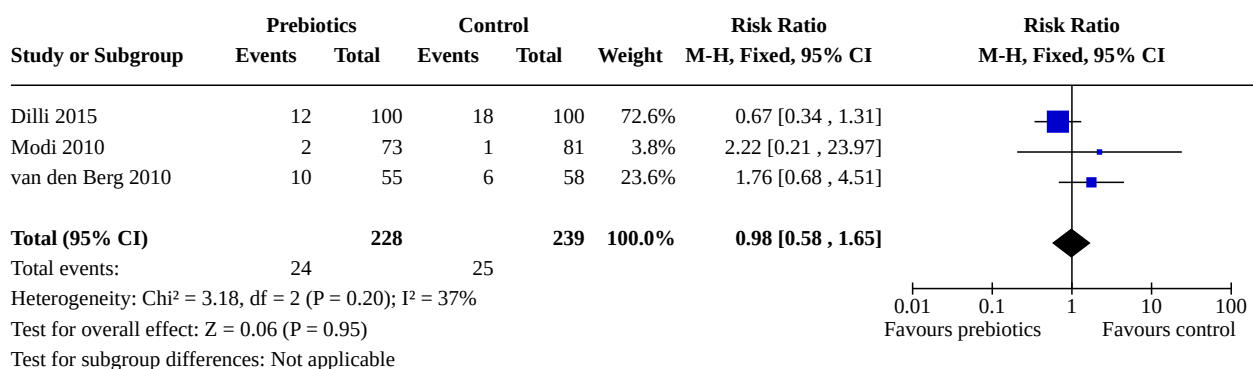 Prebiotics Control Risk Ratio Risk Ratio
Study or Subgroup Events Total Events Total Weight M-H, Fixed, 95% CI M-H, Fixed, 95% CI
Dilli 2015 12 100 18 100 72.6% 0.67 [0.34 , 1.31]
Modi 2010 2 73 1 81 3.8% 2.22 [0.21 , 23.97]
van den Berg 2010 10 55 6 58 23.6% 1.76 [0.68 , 4.51]
Total (95% CI) 228 239 100.0% 0.98 [0.58 , 1.65]
Total events: 24 25
Heterogeneity: Chi² = 3.18, df = 2 (P = 0.20); I² = 37%
Test for overall effect: Z = 0.06 (P = 0.95)
Test for subgroup differences: Not applicable
0.01 0.1 1 10 100
Favours prebiotics Favours control